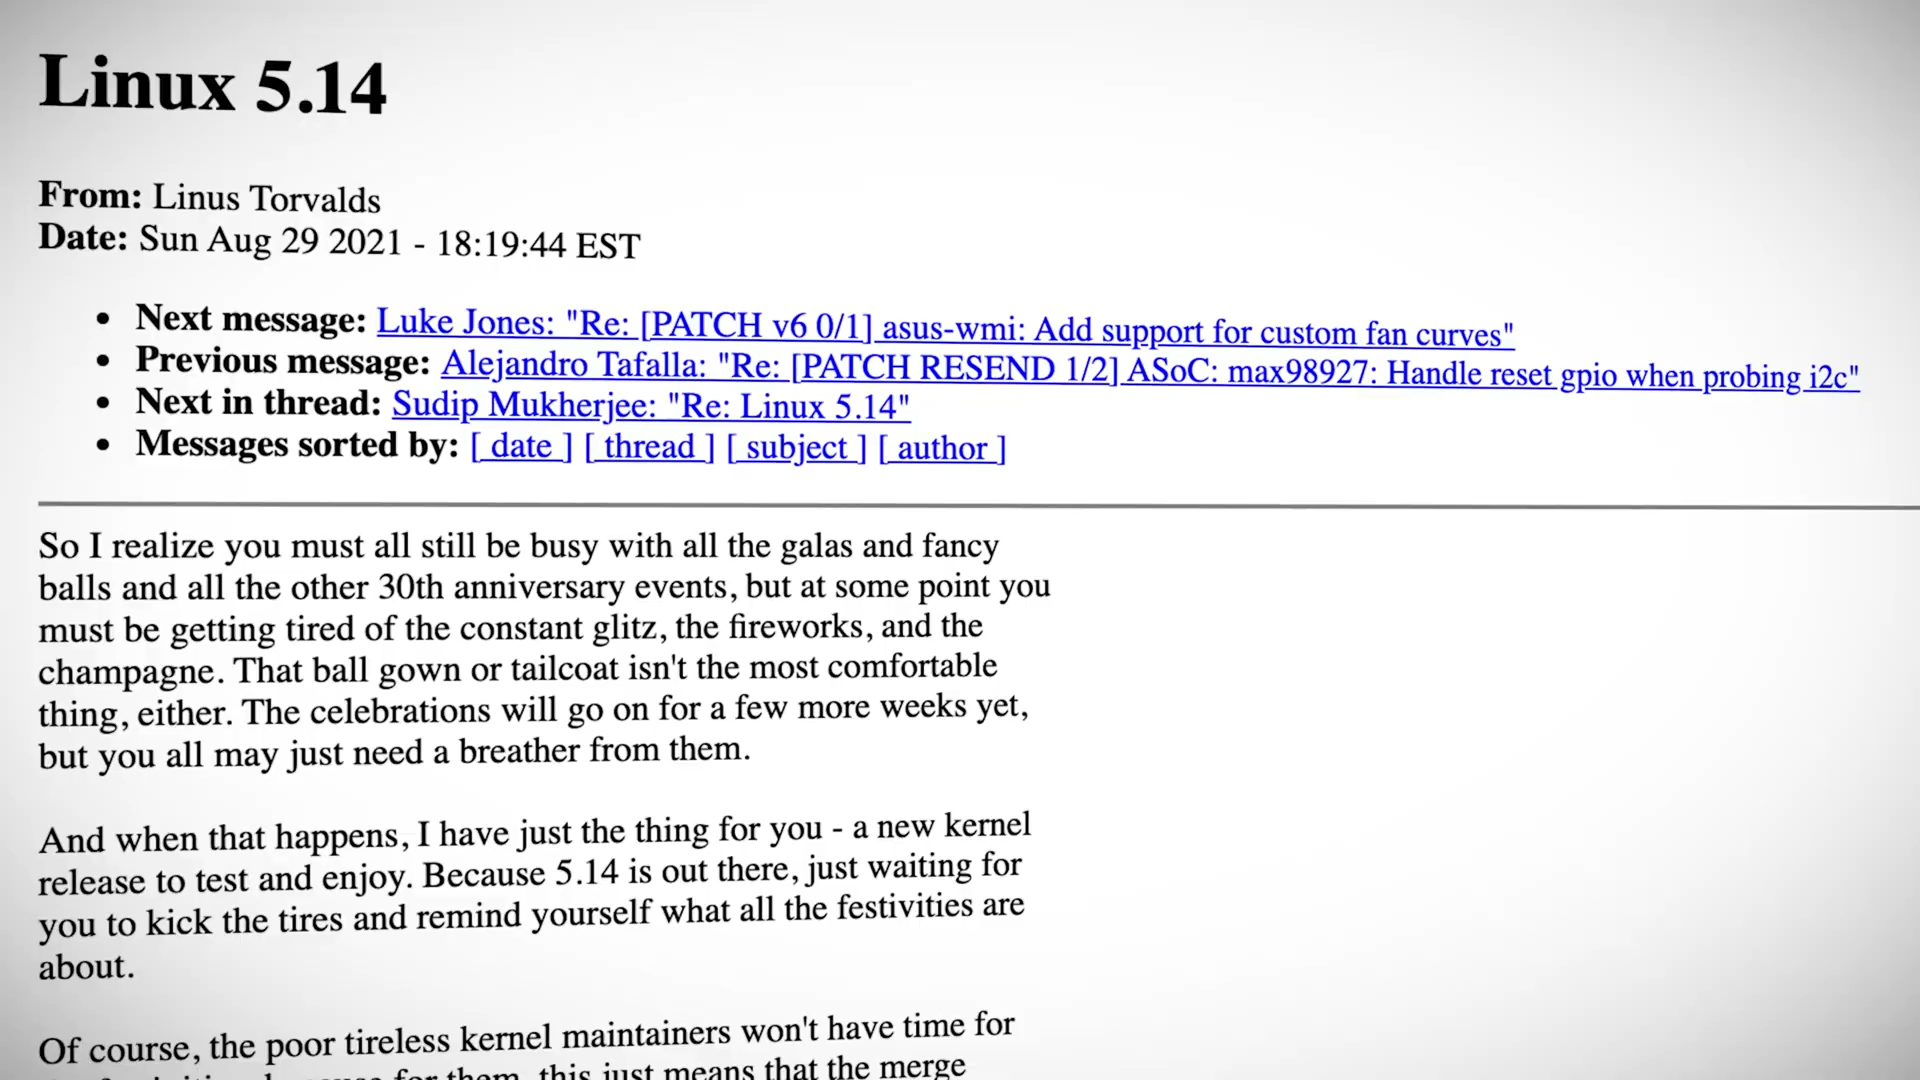 Linux 5.14
From: Linus Torvalds
Date: Sun Aug 29 2021 - 18:19:44 EST
• Next message: Luke Jones: "Re: [PATCH v6 0/1] asus-wmi: Add support for custom fan curves"
• Previous message: Alejandro Tafalla: "Re: [PATCH RESEND 1/2] ASoC: max98927: Handle reset gpio when probing i2c"
• Next in thread: Sudip Mukherjee: "Re: Linux 5.14"
• Messages sorted by: [ date ] [ thread ] [ subject ] [ author ]
So I realize you must all still be busy with all the galas and fancy
balls and all the other 30th anniversary events, but at some point you
must be getting tired of the constant glitz, the fireworks, and the
champagne. That ball gown or tailcoat isn't the most comfortable
thing, either. The celebrations will go on for a few more weeks yet,
but you all may just need a breather from them.
And when that happens, I have just the thing for you - a new kernel
release to test and enjoy. Because 5.14 is out there, just waiting for
you to kick the tires and remind yourself what all the festivities are
about.
Of course, the poor tireless kernel maintainers won't have time for
for them, this just means that the merge